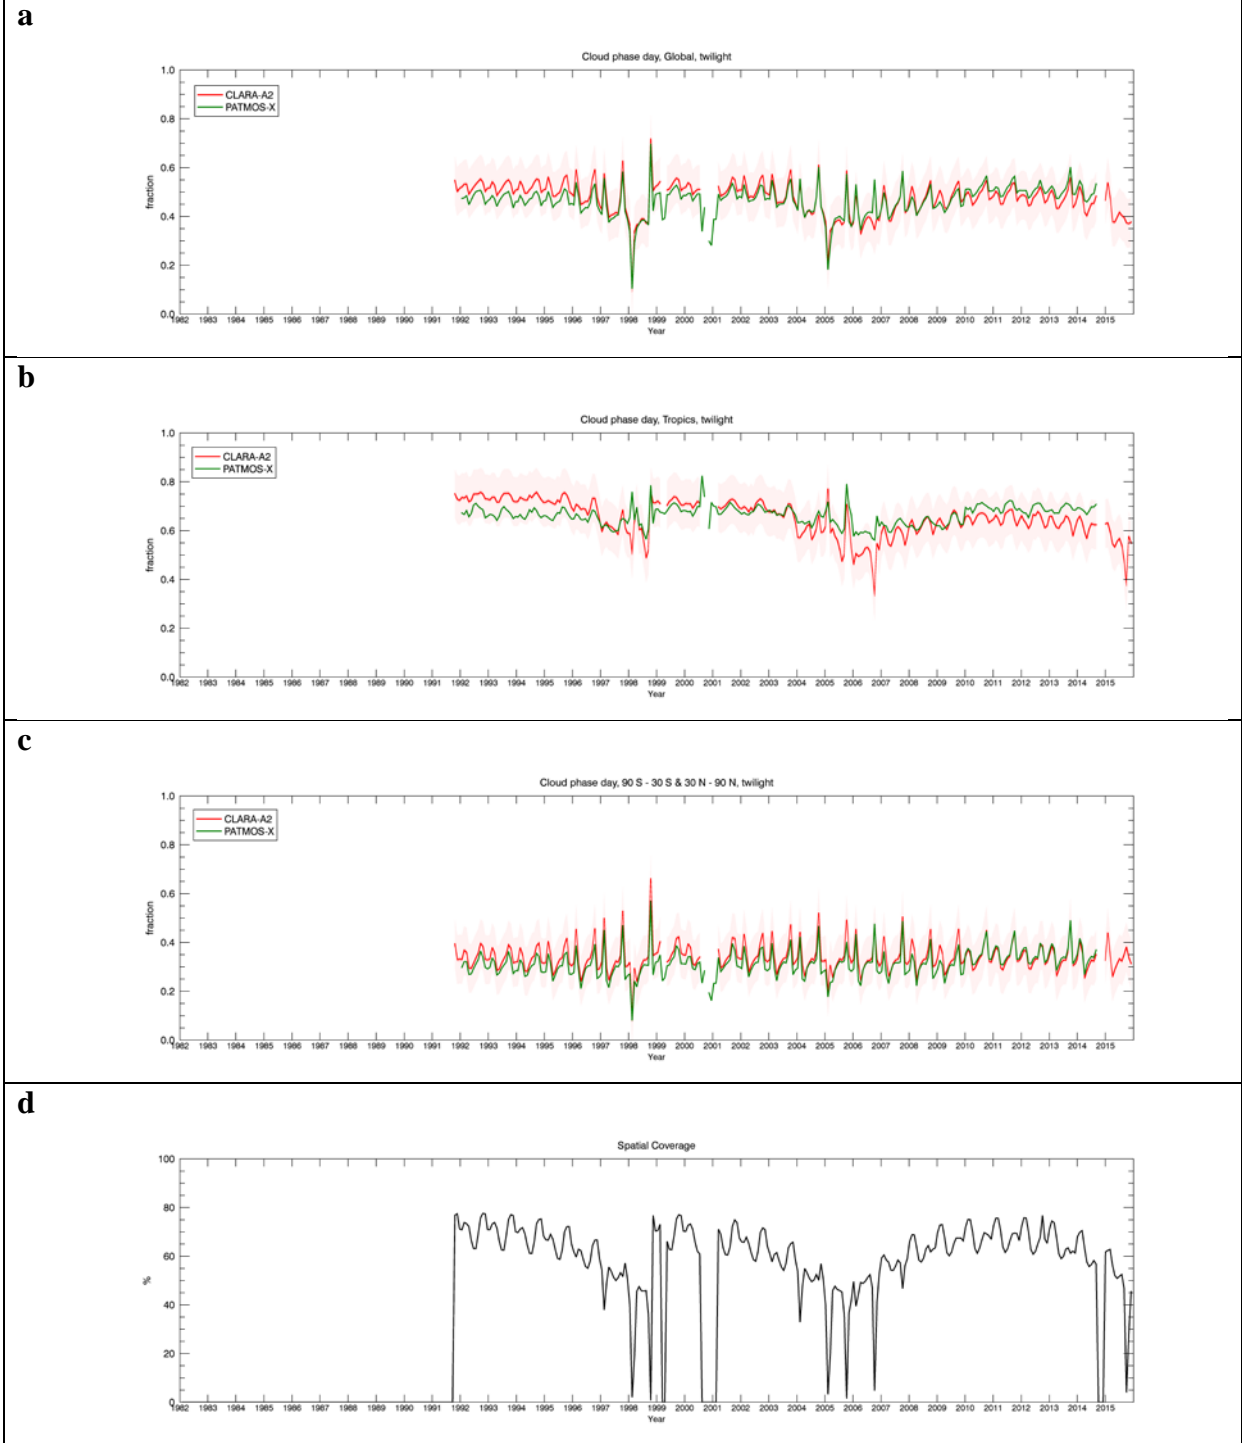 a
Cloud phase day, Global, twilight
1.0
CLARA-A2
PATMOS-X
0.8
0.6
fraction
0.4
0.2
0.0
1982 1983 1984 1985 1986 1987 1988 1989 1990 1991 1992 1993 1994 1995 1996 1997 1998 1999 2000 2001 2002 2003 2004 2005 2006 2007 2008 2009 2010 2011 2012 2013 2014 2015
Year
b
Cloud phase day, Tropics, twilight
1.0
CLARA-A2
PATMOS-X
0.8
0.6
fraction
0.4
0.2
0.0
1982 1983 1984 1985 1986 1987 1988 1989 1990 1991 1992 1993 1994 1995 1996 1997 1998 1999 2000 2001 2002 2003 2004 2005 2006 2007 2008 2009 2010 2011 2012 2013 2014 2015
Year
c
Cloud phase day, 90 S - 30 S & 30 N - 90 N, twilight
1.0
CLARA-A2
PATMOS-X
0.8
0.6
fraction
0.4
0.2
0.0
1982 1983 1984 1985 1986 1987 1988 1989 1990 1991 1992 1993 1994 1995 1996 1997 1998 1999 2000 2001 2002 2003 2004 2005 2006 2007 2008 2009 2010 2011 2012 2013 2014 2015
Year
d
Spatial Coverage
100
80
60
%
40
20
0
1982 1983 1984 1985 1986 1987 1988 1989 1990 1991 1992 1993 1994 1995 1996 1997 1998 1999 2000 2001 2002 2003 2004 2005 2006 2007 2008 2009 2010 2011 2012 2013 2014 2015
Year